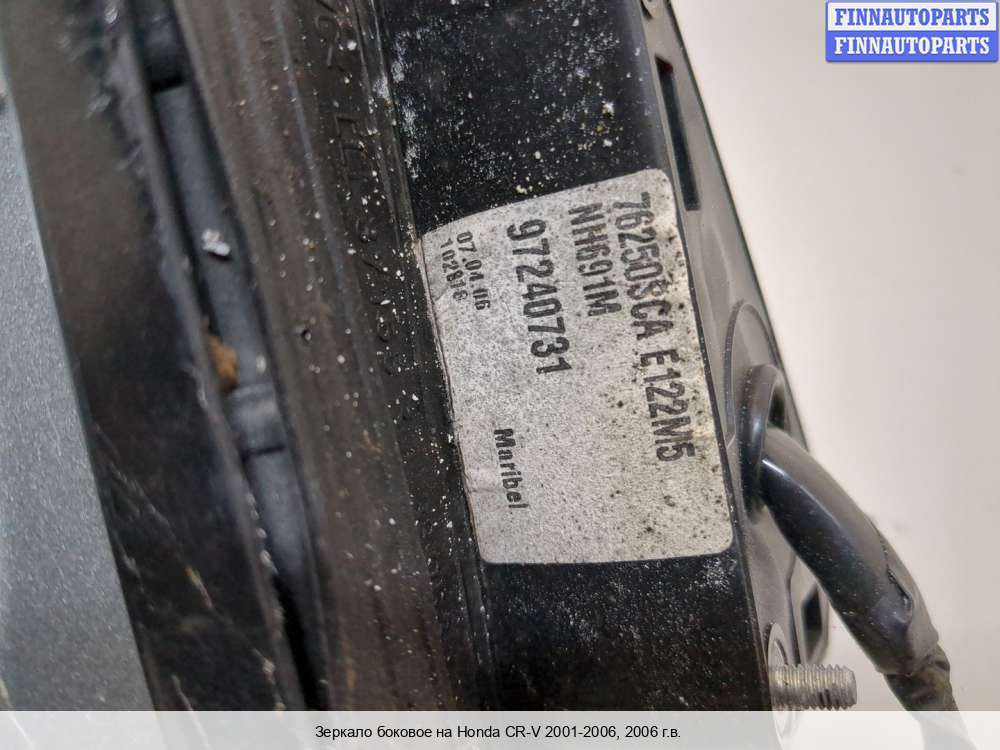 FINNAUTOPARTS
FINNAUTOPARTS
76250SCA E122M5
NH691M
97240731
07.04.06
102816
Maribel
Зеркало боковое на Honda CR-V 2001-2006, 2006 г.в.